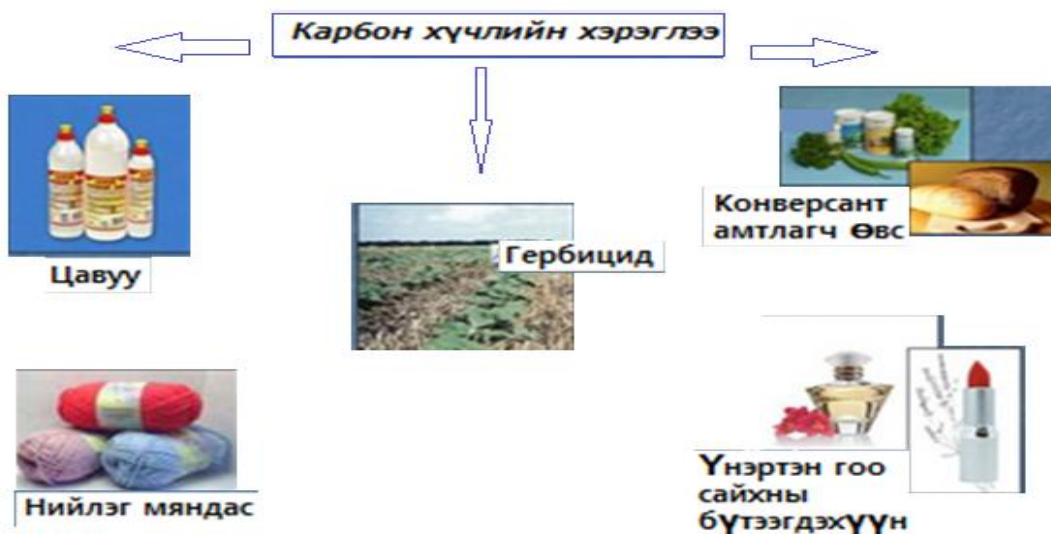 Карбон хүчлийн хэрэглээ
Цавуу
Гербицид
Конверсант
амтлагч Өвс
Нийлэг мяндас
Үнэртэн гоо
сайхны
бүтээгдэхүүн